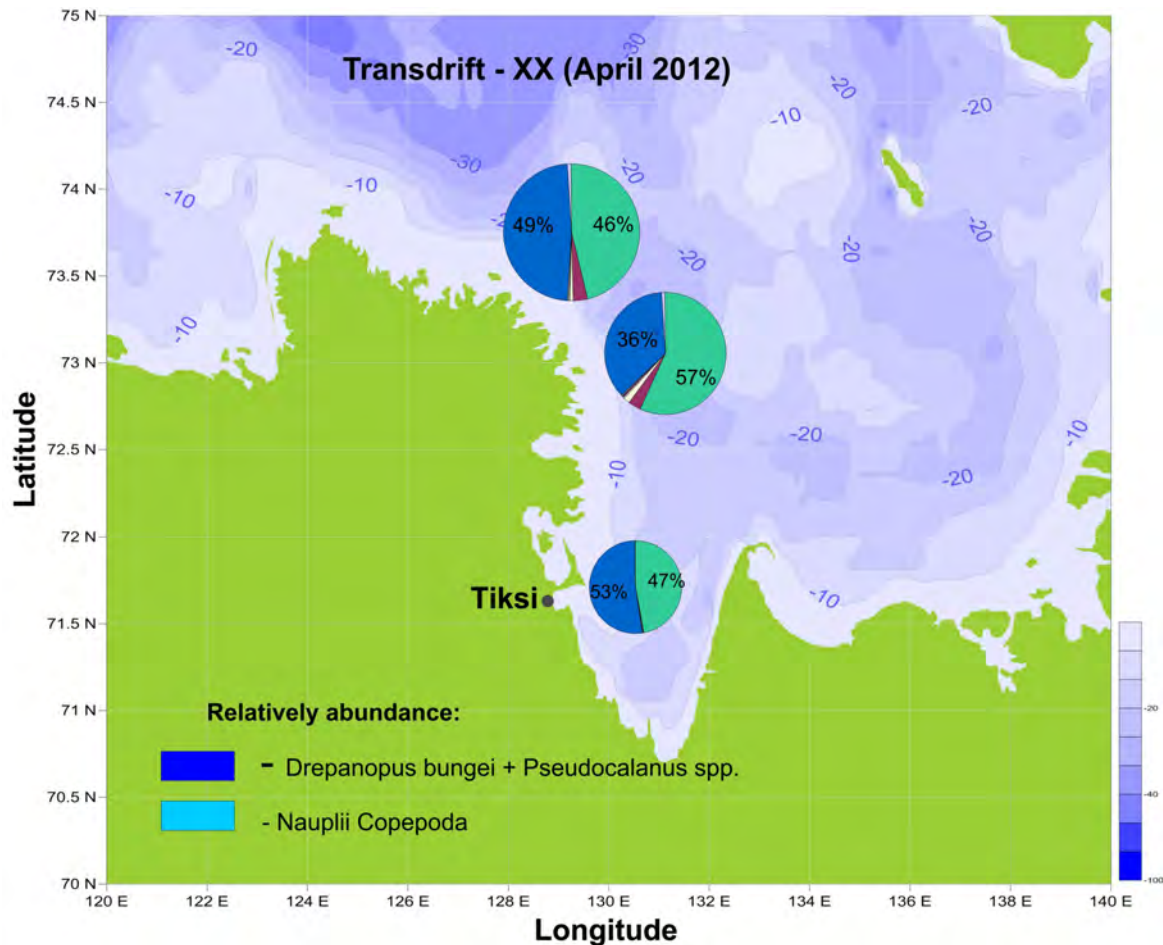 75 N
-20
-30
Transdrift - XX (April 2012)
74.5 N
-20
-20
-10
-30
-20
74 N
-10
-10
49%
46%
-20
-20
-20
73.5 N
-10
36%
73 N
57%
-20
-20
-10
72.5 N
-10
-20
72 N
53%
47%
-10
Tiksi
71.5 N
71 N
Relatively abundance:
-20
- Drepanopus bungei + Pseudocalanus spp.
70.5 N
-40
- Nauplii Copepoda
70 N
-100
120 E
122 E
124 E
126 E
128 E
130 E
132 E
134 E
136 E
138 E
140 E
Latitude
Longitude